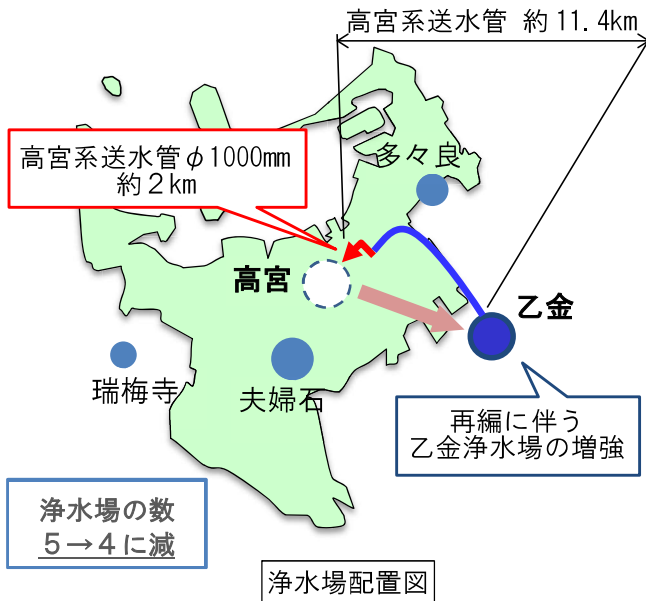 高宮系送水管 約11.4km
高宮系送水管φ1000mm
約２km
多々良
高宮
乙金
瑞梅寺
夫婦石
再編に伴う
乙金浄水場の増強
浄水場の数
５→４に減
浄水場配置図